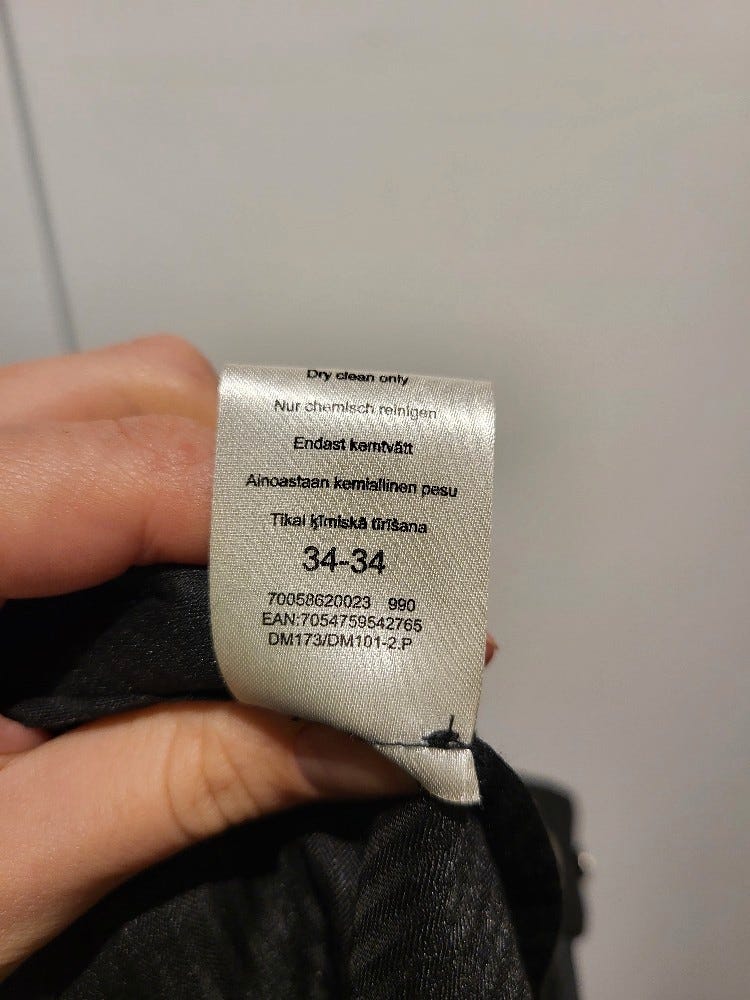 Dry clean only
Nur chemisch reinigen
Endast kemtvätt
Ainoastaan kemiallinen pesu
Tikai ķīmiskā tīrīšana
34-34
70058620023 990
EAN:7054759542765
DM173/DM101-2.P